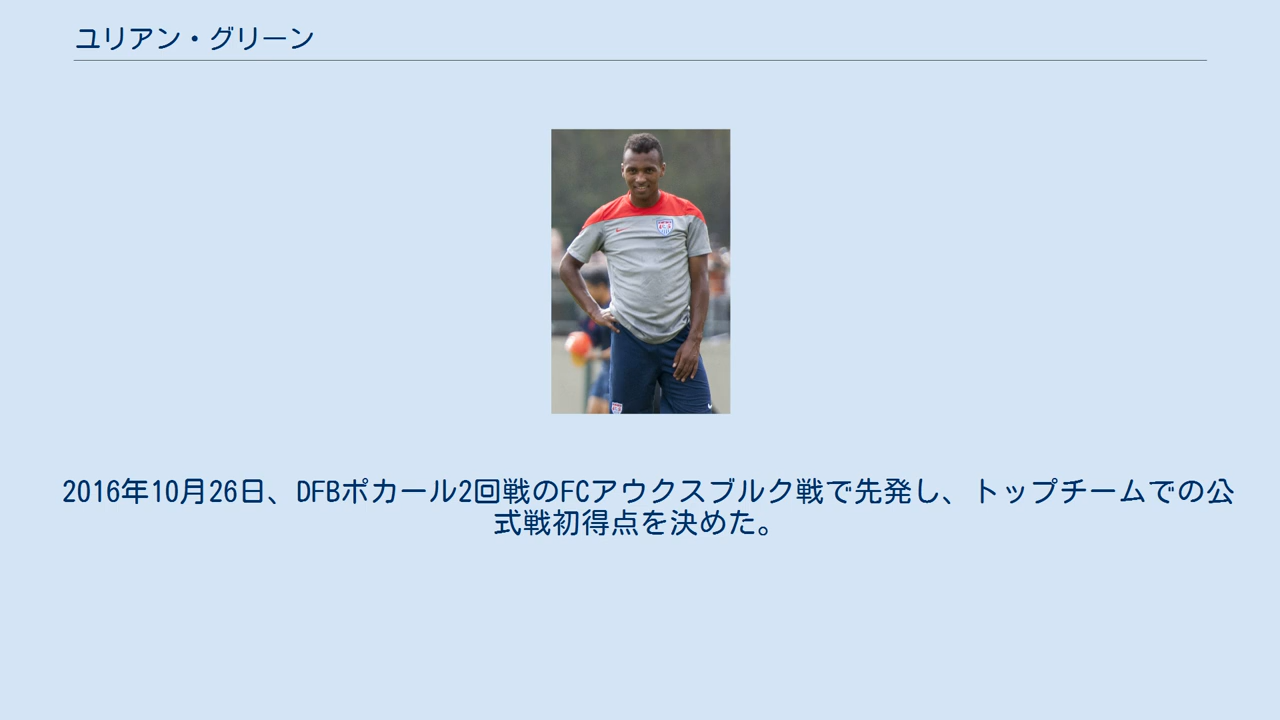 ユリアン・グリーン
2016年10月26日、DFBポカール2回戦のFCアウクスブルク戦で先発し、トップチームでの公
式戦初得点を決めた。